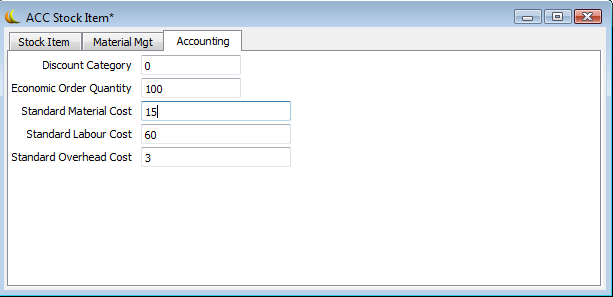 ACC Stock Item*
Stock Item Material Mgt Accounting
Discount Category 0
Economic Order Quantity 100
Standard Material Cost 15
Standard Labour Cost 60
Standard Overhead Cost 3